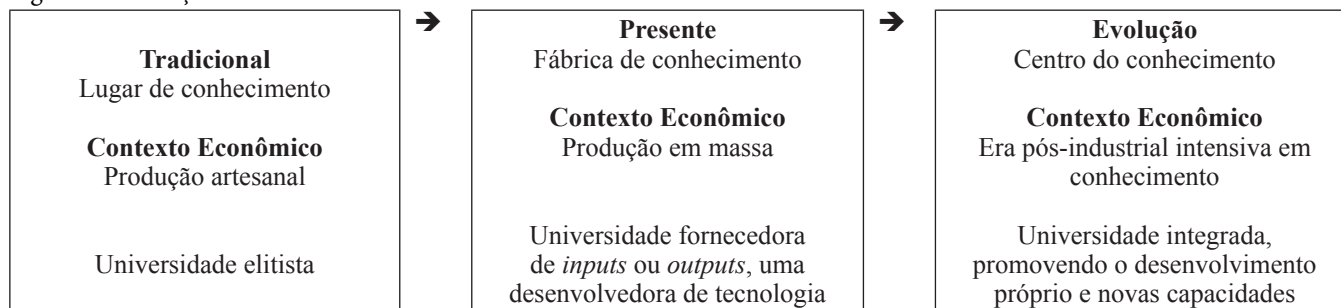 Tradicional
Lugar de conhecimento
Contexto Econômico
Produção artesanal
Universidade elitista
➔
Presente
Fábrica de conhecimento
Contexto Econômico
Produção em massa
Universidade fornecedora
de inputs ou outputs, uma
desenvolvedora de tecnologia
➔
Evolução
Centro do conhecimento
Contexto Econômico
Era pós-industrial intensiva em
conhecimento
Universidade integrada,
promovendo o desenvolvimento
próprio e novas capacidades